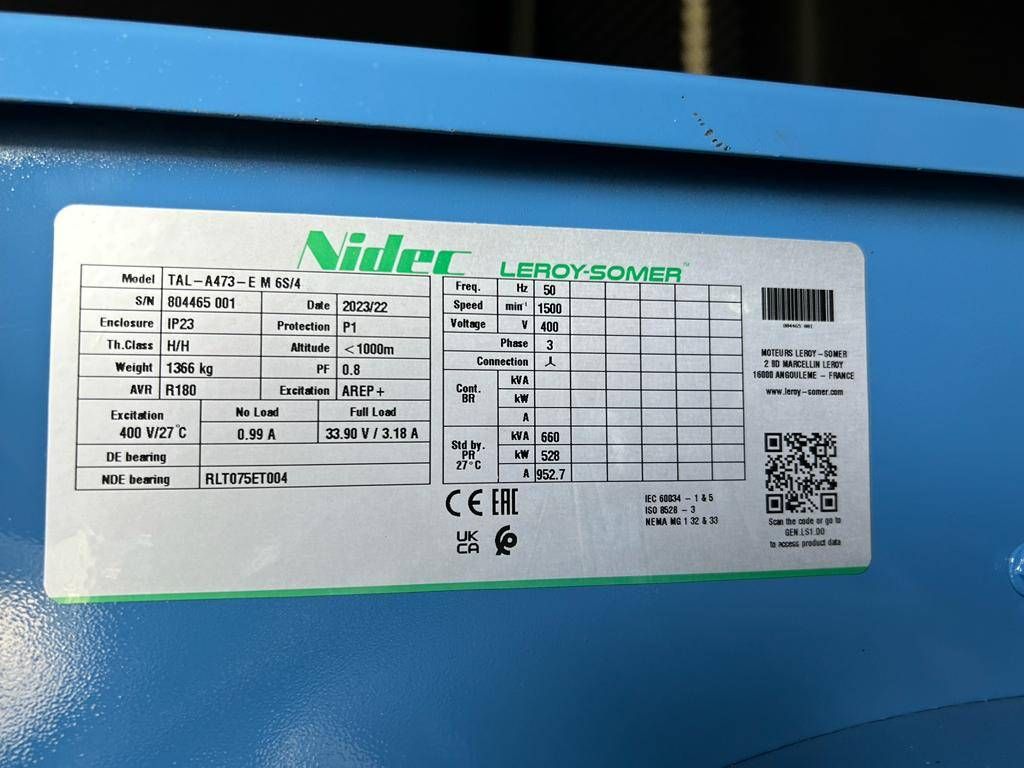 Nidec LEROY-SOMER™
Model TAL-A473-E M 6S/4
S/N 804465 001 Date 2023/22
Enclosure IP23 Protection P1
Th.Class H/H Altitude <1000m
Weight 1366 kg PF 0.8
AVR R180 Excitation AREP+
Excitation No Load Full Load
400 V/27°C 0.99 A 33.90 V / 3.18 A
DE bearing
NDE bearing RLT075ET004
Freq. Hz 50
Speed min⁻¹ 1500
Voltage V 400
Phase 3
Connection
Cont. BR kVA
kW
A
Std by. PR 27°C kVA 660
kW 528
A 952.7
CE EAC
UK
CA
IEC 60034 - 1 & 5
ISO 8528 - 3
NEMA MG 1 32 & 33
804465 001
MOTEURS LEROY-SOMER
2 BD MARCELLIN LEROY
16000 ANGOULEME - FRANCE
www.leroy-somer.com
Scan the code or go to
GEN.LS1.DO
to access product data